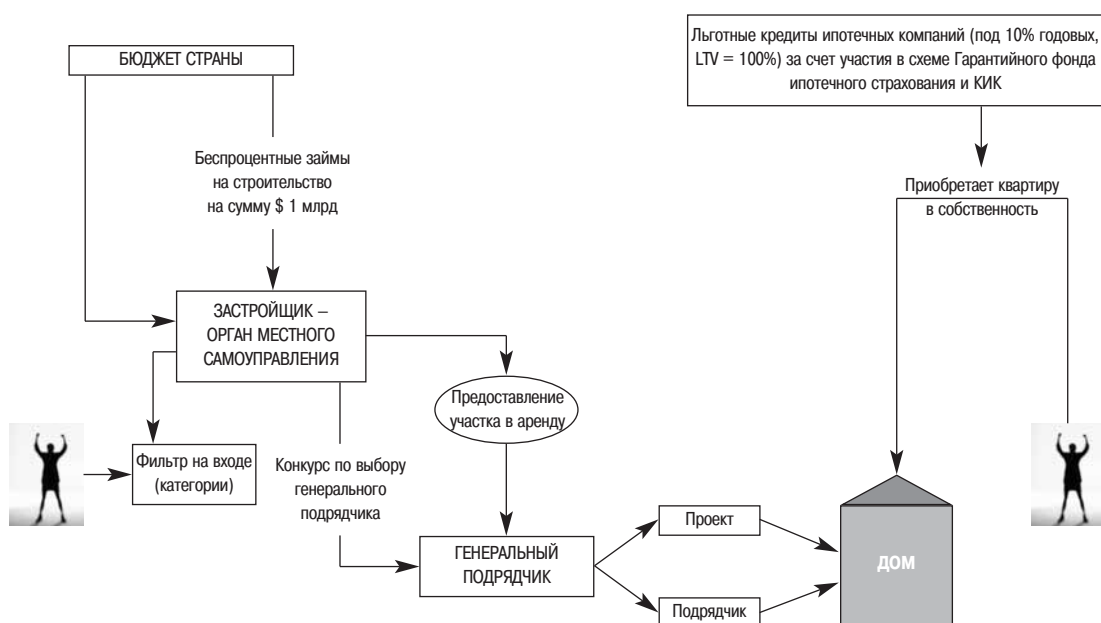 БЮДЖЕТ СТРАНЫ
Льготные кредиты ипотечных компаний (под 10% годовых,
LTV = 100%) за счет участия в схеме Гарантийного фонда
ипотечного страхования и КИК
Беспроцентные займы
на строительство
на сумму $ 1 млрд
Приобретает квартиру
в собственность
ЗАСТРОЙЩИК –
ОРГАН МЕСТНОГО
САМОУПРАВЛЕНИЯ
Предоставление
участка в аренду
Фильтр на входе
(категории)
Конкурс по выбору
генерального
подрядчика
ГЕНЕРАЛЬНЫЙ
ПОДРЯДЧИК
Проект
Подрядчик
ДОМ